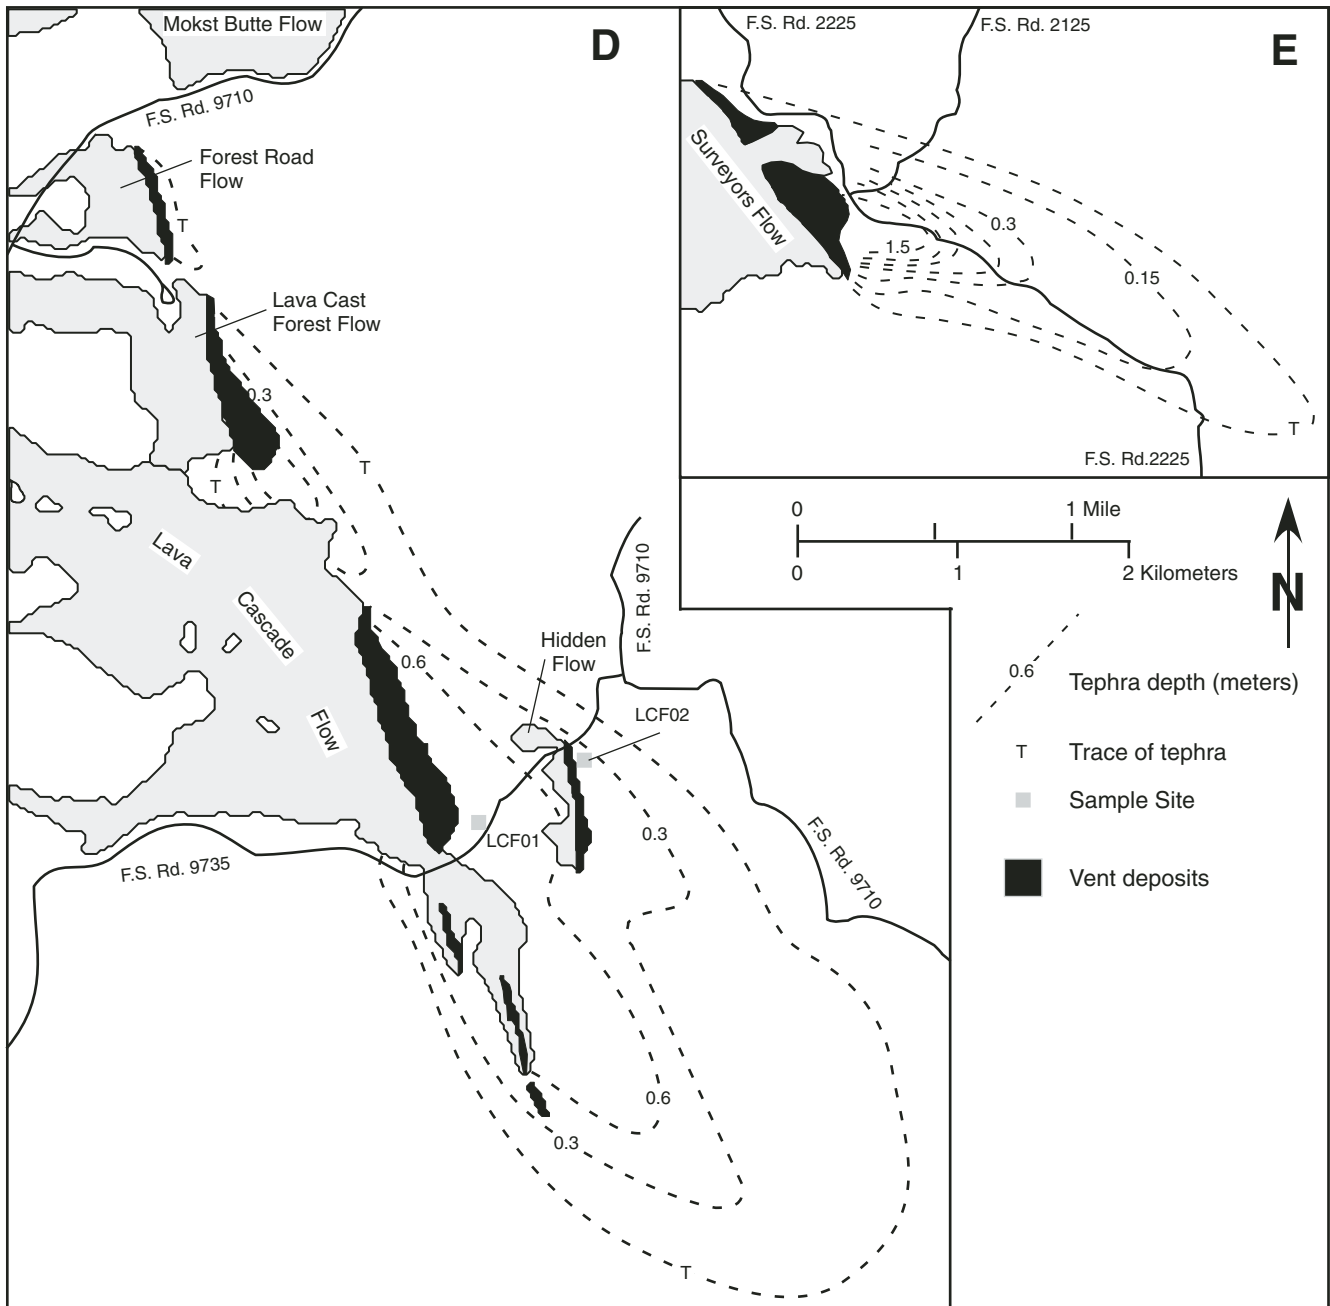 Mokst Butte Flow
D
F.S. Rd. 9710
Forest Road
Flow
T
Lava Cast
Forest Flow
0.3
T
T
Lava
Cascade
Flow
0.6
Hidden
Flow
F.S. Rd. 9710
LCF02
LCF01
0.3
F.S. Rd. 9710
F.S. Rd. 9735
0.6
0.3
T
F.S. Rd. 2225
F.S. Rd. 2125
E
Surveyors Flow
0.3
1.5
0.15
T
F.S. Rd.2225
0
1 Mile
0
1
2 Kilometers
N
0.6
Tephra depth (meters)
T
Trace of tephra
Sample Site
Vent deposits